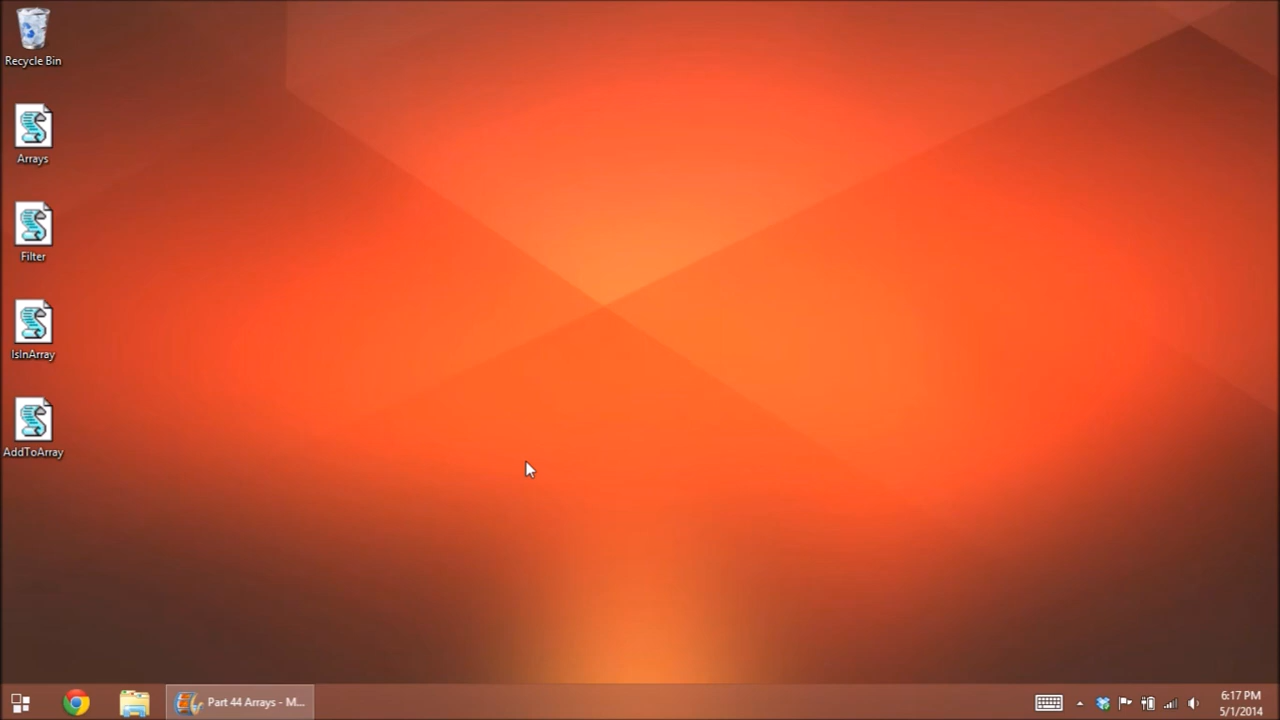 Recycle Bin
Arrays
Filter
IsInArray
AddToArray
Part 44 Arrays - M...
6:17 PM
5/1/2014